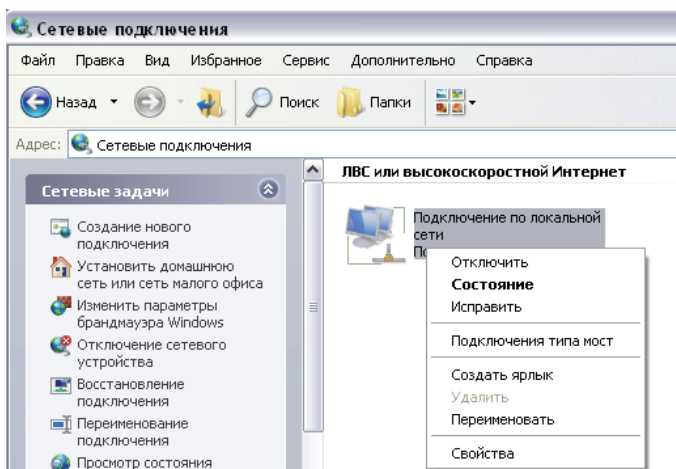 Сетевые подключения
Файл Правка Вид Избранное Сервис Дополнительно Справка
Назад Поиск Папки
Адрес: Сетевые подключения
Сетевые задачи
Создание нового
подключения
Установить домашнюю
сеть или сеть малого офиса
Изменить параметры
брандмауэра Windows
Отключение сетевого
устройства
Восстановление
подключения
Переименование
подключения
Просмотр состояния
ЛВС или высокоскоростной Интернет
Подключение по локальной
сети
Отключить
Состояние
Исправить
Подключения типа мост
Создать ярлык
Удалить
Переименовать
Свойства